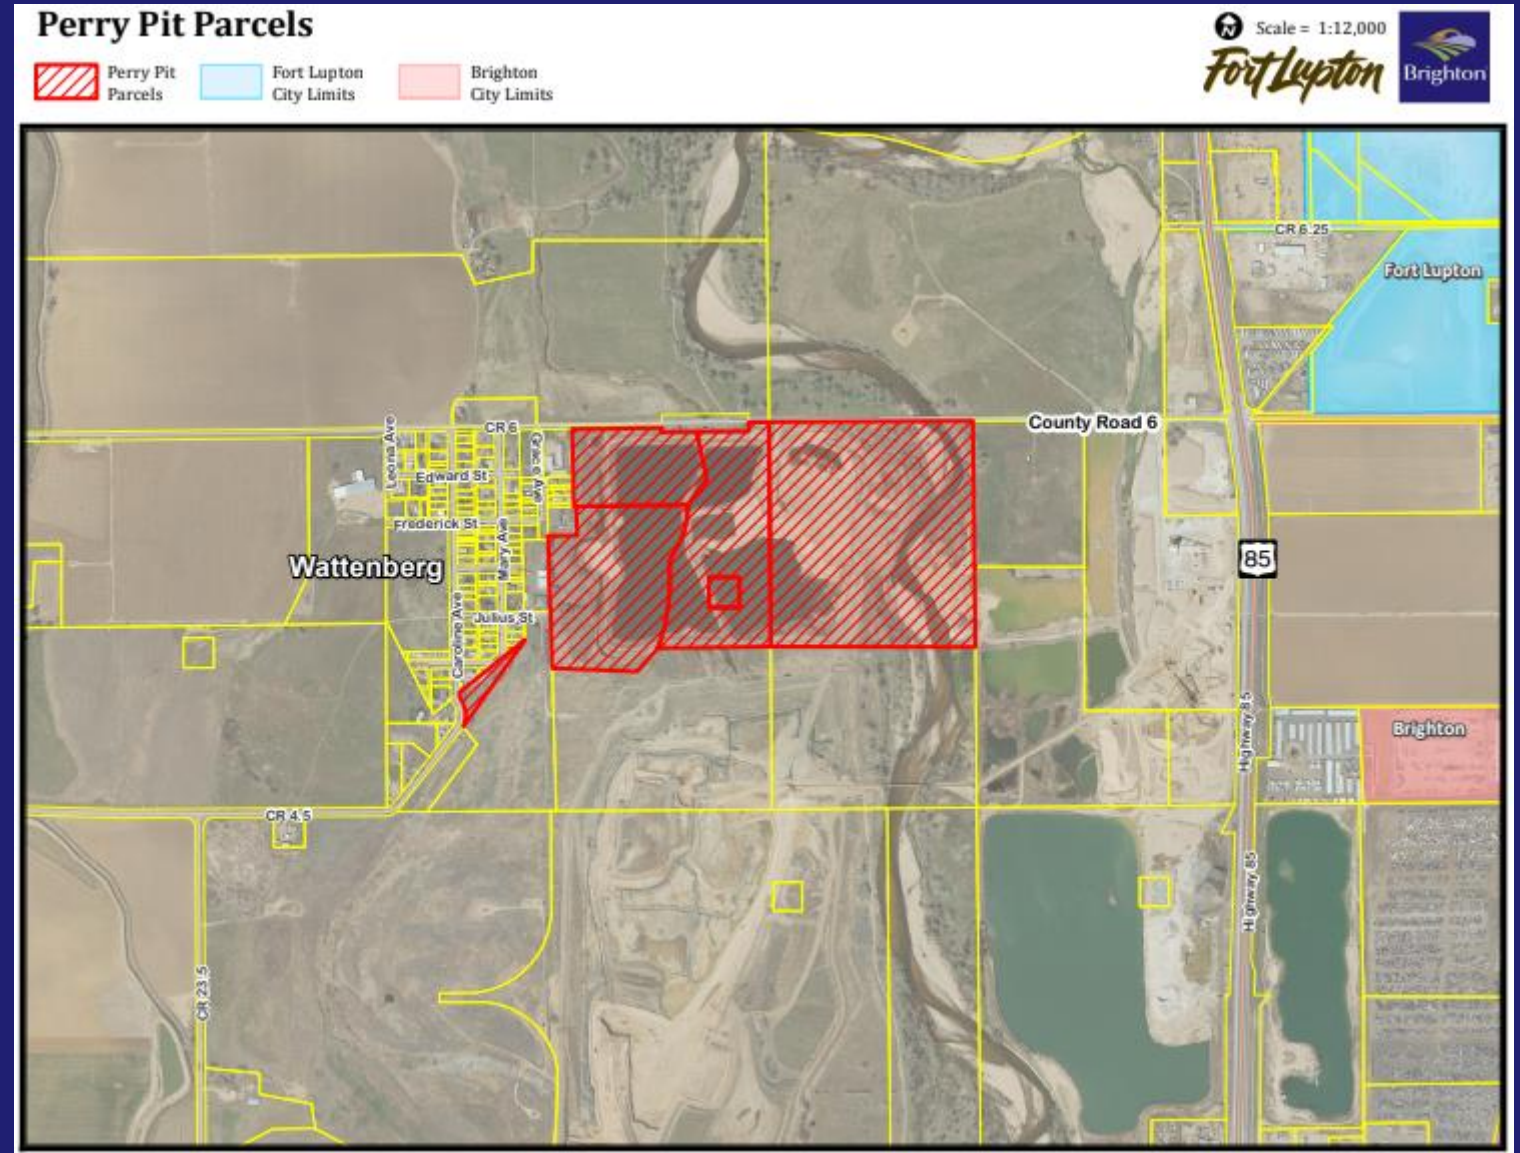 Perry Pit Parcels
Perry Pit
Parcels
Fort Lupton
City Limits
Brighton
City Limits
N
Scale = 1:12,000
Fort Lupton
Brighton
CR 6.25
Fort Lupton
CR 6
County Road 6
Leona Ave
Grace Ave
Edward St
Frederick St
Mary Ave
Wattenberg
85
Julius St
Caroline Ave
Highway 85
Brighton
CR 4.5
Highway 85
CR 23.5